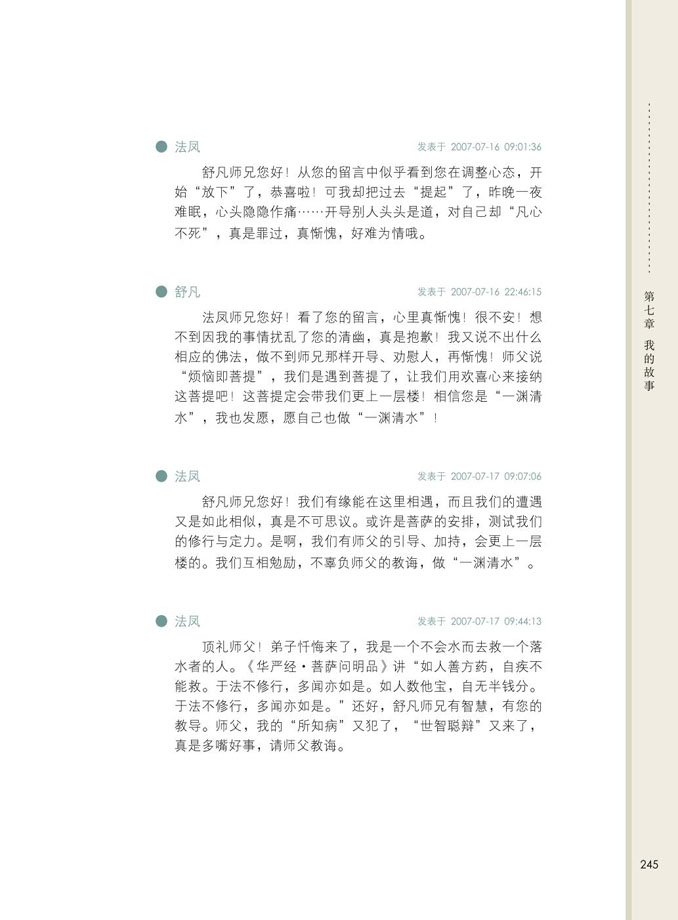 法凤 发表于 2007-07-16 09:01:36
舒凡师兄您好！从您的留言中似乎看到您在调整心态，开
始“放下”了，恭喜啦！可我却把过去“提起”了，昨晚一夜
难眠，心头隐隐作痛……开导别人头头是道，对自己却“凡心
不死”，真是罪过，真惭愧，好难为情哦。
舒凡 发表于 2007-07-16 22:46:15
法凤师兄您好！看了您的留言，心里真惭愧！很不安！想
不到因我的事情扰乱了您的清幽，真是抱歉！我又说不出什么
相应的佛法，做不到师兄那样开导、劝慰人，再惭愧！师父说
“烦恼即菩提”，我们是遇到菩提了，让我们用欢喜心来接纳
这菩提吧！这菩提定会带我们更上一层楼！相信您是“一渊清
水”，我也发愿，愿自己也做“一渊清水”！
法凤 发表于 2007-07-17 09:07:06
舒凡师兄您好！我们有缘能在这里相遇，而且我们的遭遇
又是如此相似，真是不可思议。或许是菩萨的安排，测试我们
的修行与定力。是啊，我们有师父的引导、加持，会更上一层
楼的。我们互相勉励，不辜负师父的教诲，做“一渊清水”。
法凤 发表于 2007-07-17 09:44:13
顶礼师父！弟子忏悔来了，我是一个不会水而去救一个落
水者的人。《华严经·菩萨问明品》讲“如人善方药，自疾不
能救。于法不修行，多闻亦如是。如人数他宝，自无半钱分。
于法不修行，多闻亦如是。”还好，舒凡师兄有智慧，有您的
教导。师父，我的“所知病”又犯了，“世智聪辩”又来了，
真是多嘴好事，请师父教诲。
第七章 我的故事
245